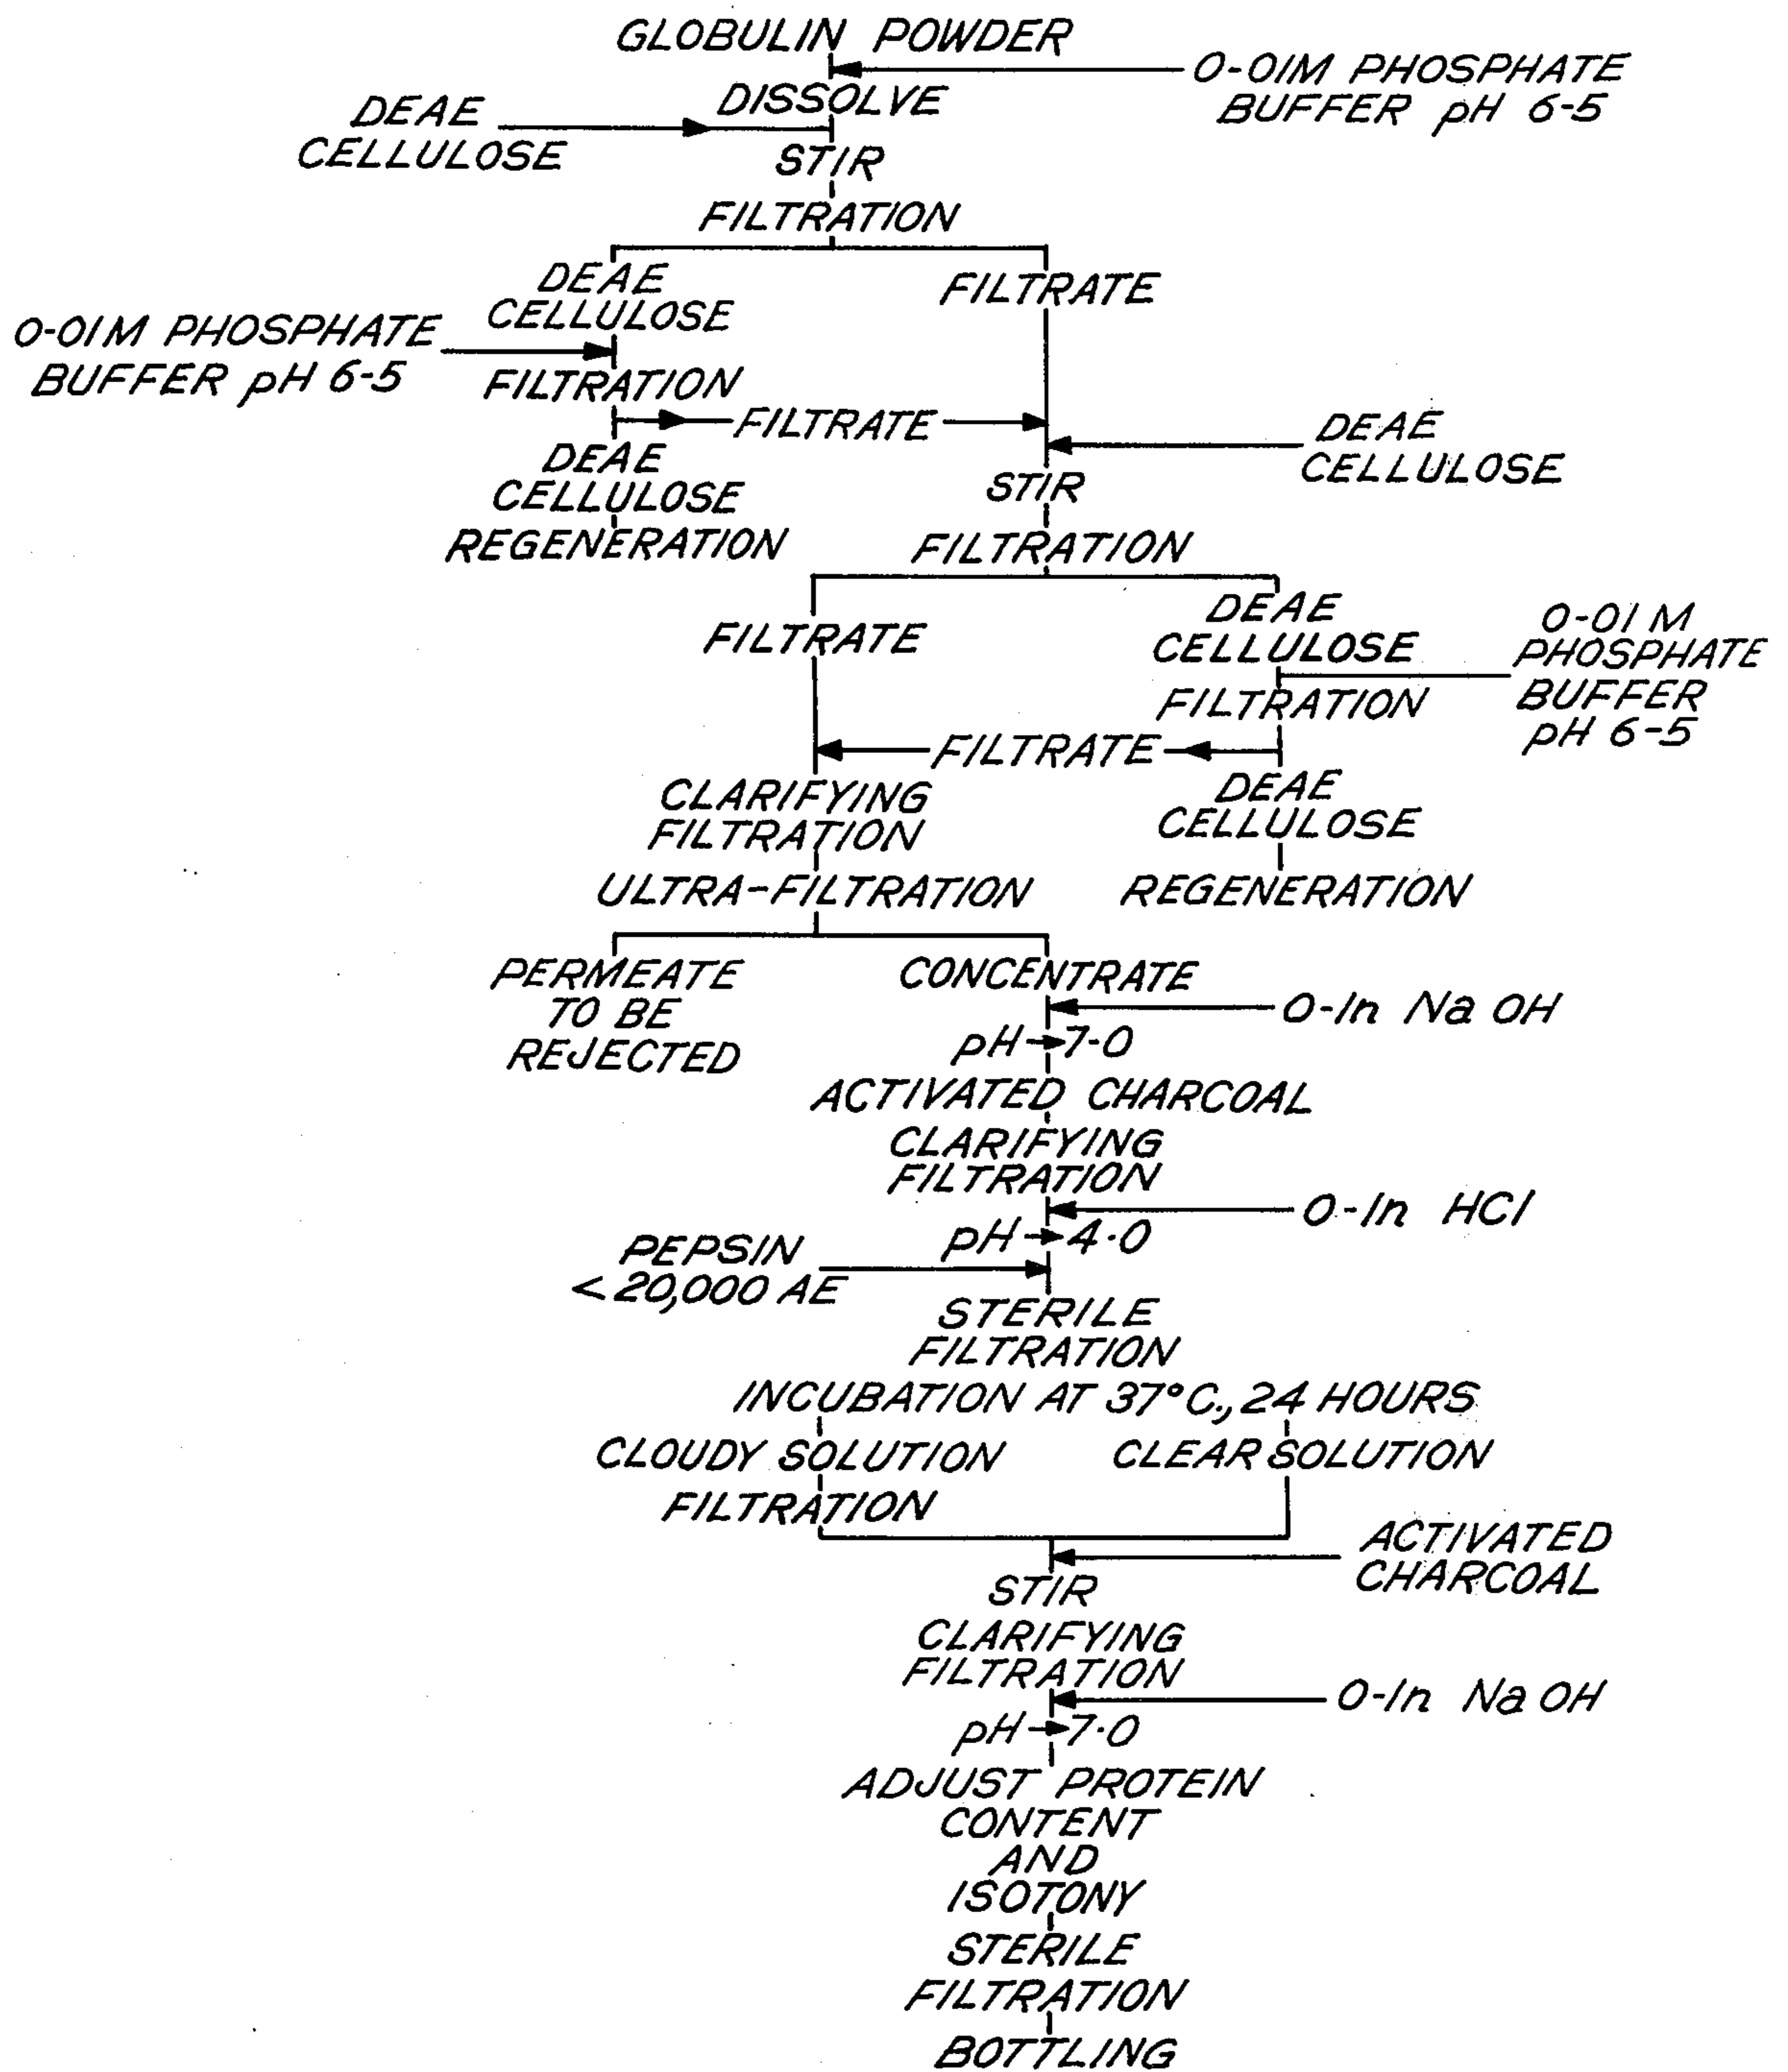 GLOBULIN POWDER
0-01M PHOSPHATE
BUFFER pH 6-5
DISSOLVE
DEAE
CELLULOSE
STIR
FILTRATION
DEAE
CELLULOSE
FILTRATE
0-01M PHOSPHATE
BUFFER pH 6-5
FILTRATION
FILTRATE
DEAE
CELLULOSE
DEAE
CELLULOSE
REGENERATION
STIR
FILTRATION
FILTRATE
DEAE
CELLULOSE
0-01M
PHOSPHATE
BUFFER
pH 6-5
FILTRATION
FILTRATE
DEAE
CELLULOSE
REGENERATION
CLARIFYING
FILTRATION
ULTRA-FILTRATION
PERMEATE
TO BE
REJECTED
CONCENTRATE
0-1n NaOH
pH→7·0
ACTIVATED CHARCOAL
CLARIFYING
FILTRATION
0-1n HCl
pH→4·0
PEPSIN
<20,000 AE
STERILE
FILTRATION
INCUBATION AT 37°C., 24 HOURS
CLOUDY SOLUTION
CLEAR SOLUTION
FILTRATION
ACTIVATED
CHARCOAL
STIR
CLARIFYING
FILTRATION
0-1n NaOH
pH→7·0
ADJUST PROTEIN
CONTENT
AND
ISOTONY
STERILE
FILTRATION
BOTTLING